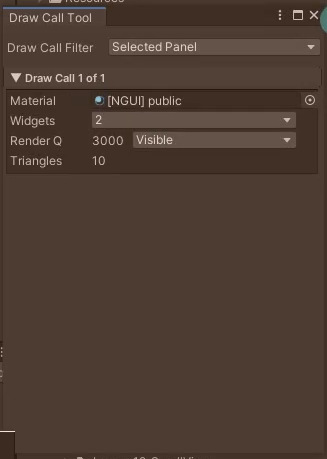 Resources
Draw Call Tool
Draw Call Filter Selected Panel
▼ Draw Call 1 of 1
Material [NGUI] public
Widgets 2
Render Q 3000 Visible
Triangles 10